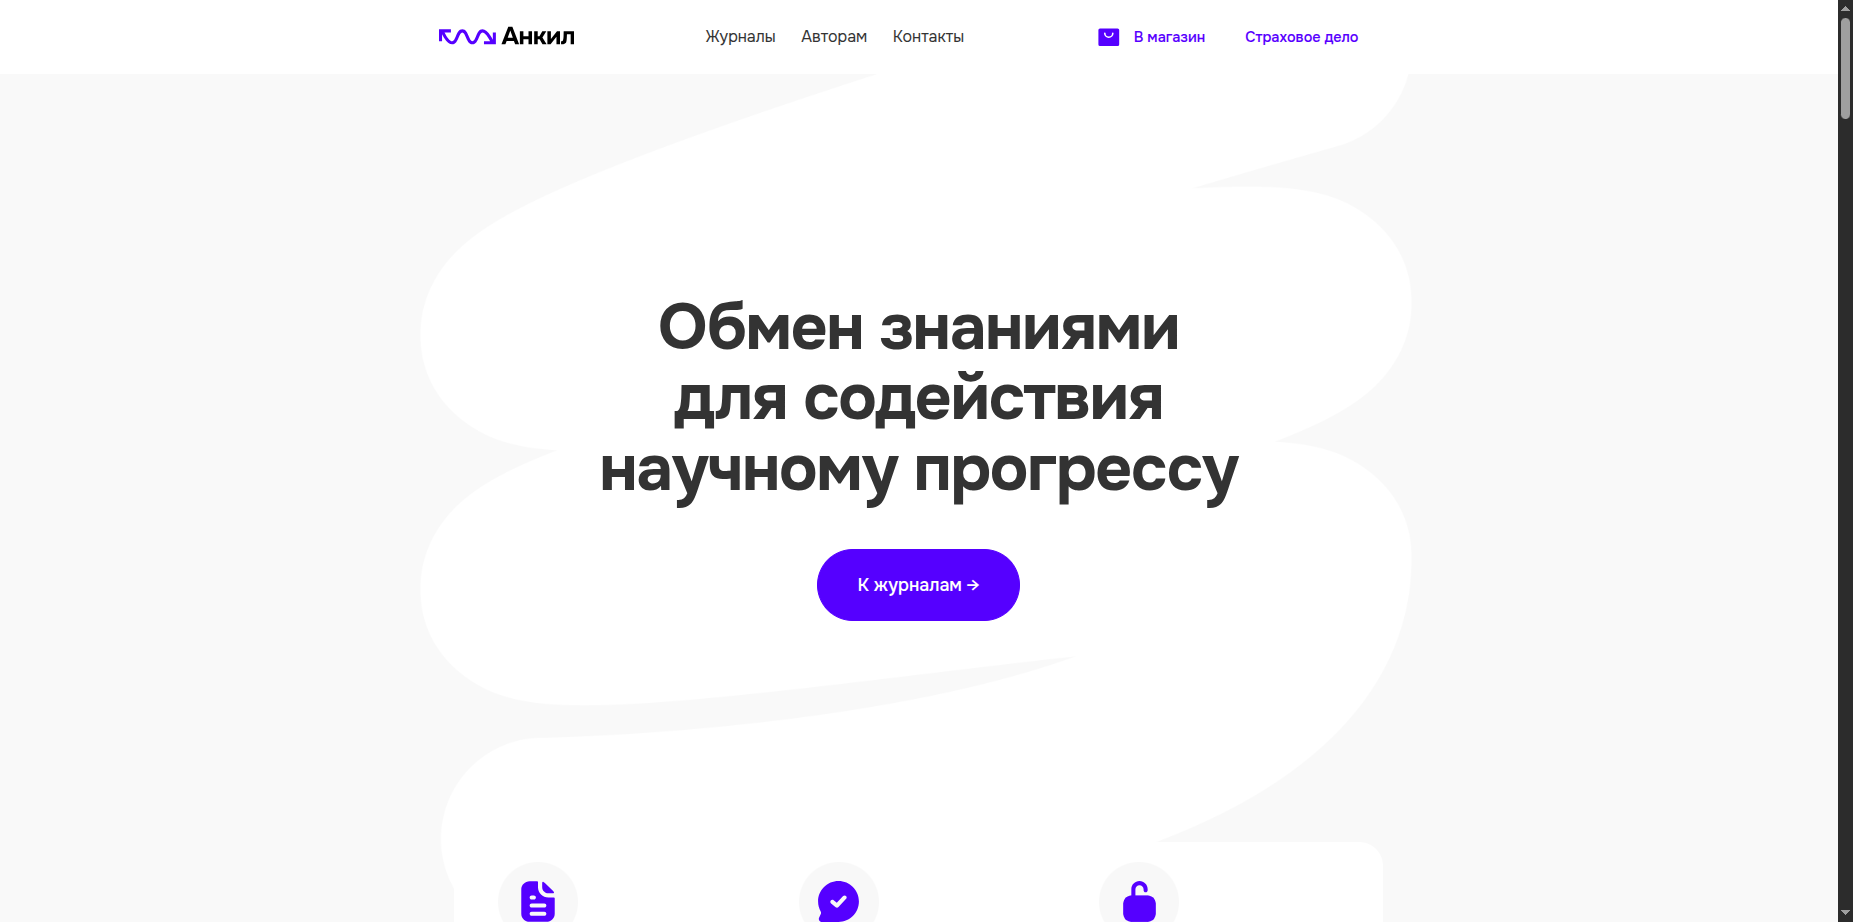 Анкил
Журналы
Авторам
Контакты
В магазин
Страховое дело
Обмен знаниями
для содействия
научному прогрессу
К журналам →